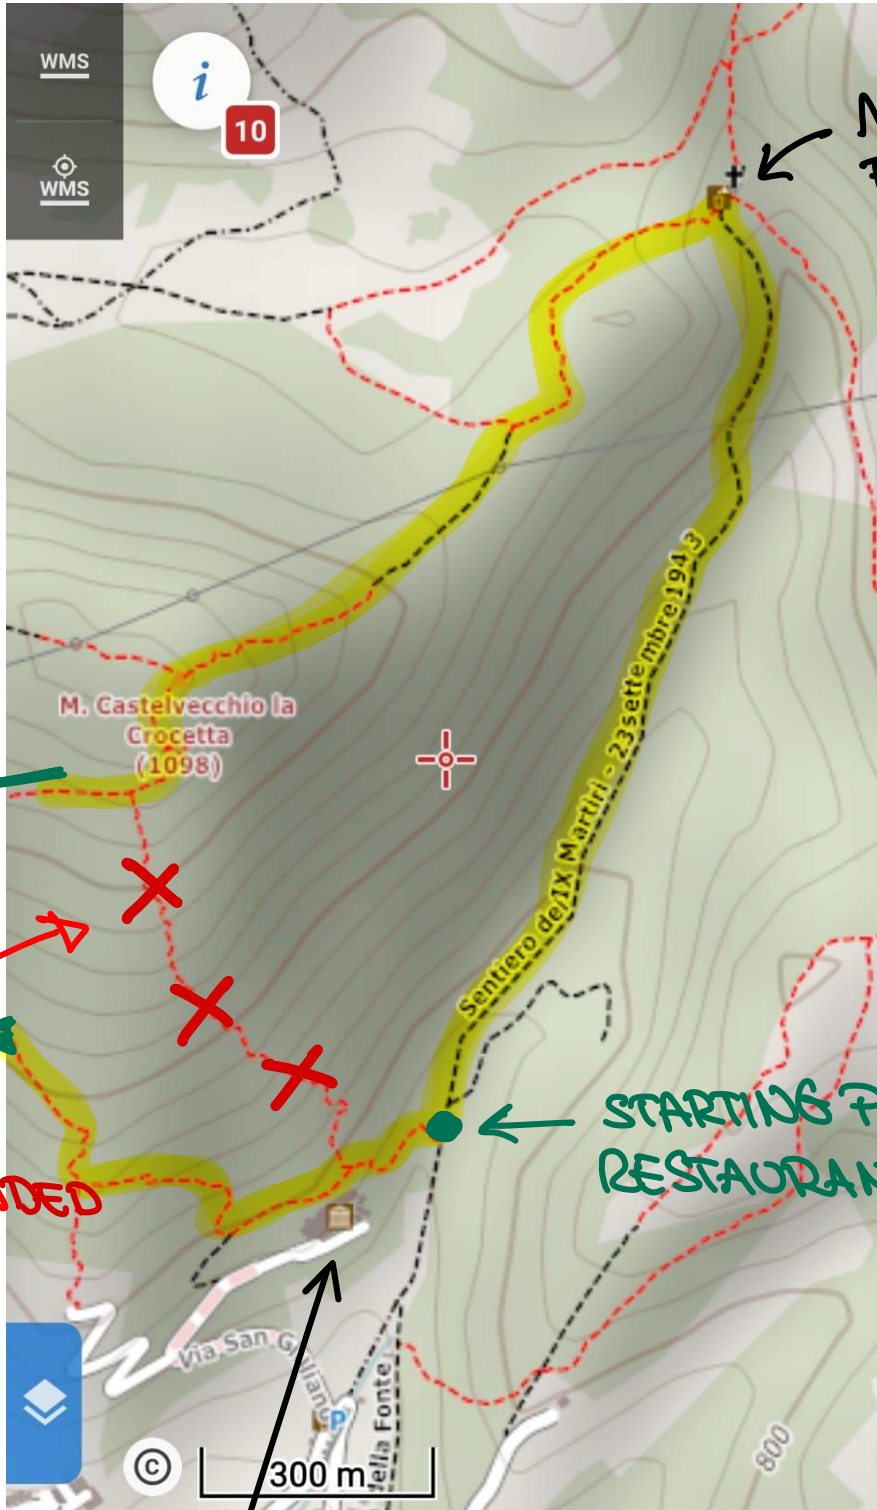 WMS
i
10
WMS
Sentiero dei IX Martiri - 23 settembre 1943
M. Castelvecchio la
Crocetta
(1098)
STARTING P
RESTAURAN
DED
Via San Giuliano
P
della Fonte
800
©
300 m